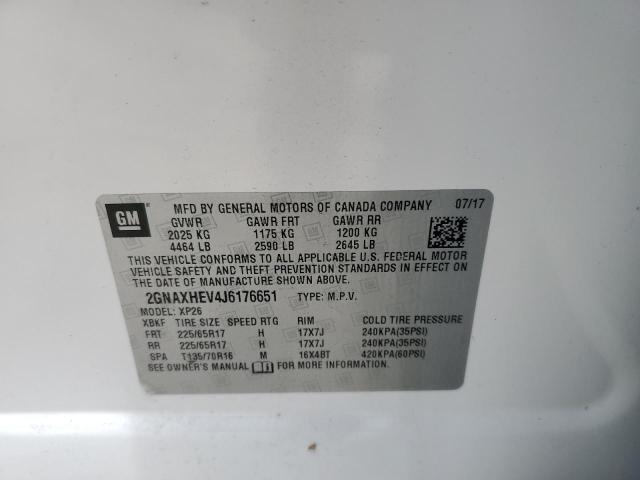 GM
MFD BY GENERAL MOTORS OF CANADA COMPANY 07/17
GVWR GAWR FRT GAWR RR
2025 KG 1175 KG 1200 KG
4464 LB 2590 LB 2645 LB
THIS VEHICLE CONFORMS TO ALL APPLICABLE U.S. FEDERAL MOTOR
VEHICLE SAFETY AND THEFT PREVENTION STANDARDS IN EFFECT ON
THE DATE OF MANUFACTURE SHOWN ABOVE.
2GNAXHEV4J6176651 TYPE: M.P.V.
MODEL: XP26
XBKF TIRE SIZE SPEED RTG RIM COLD TIRE PRESSURE
FRT 225/65R17 H 17X7J 240KPA(35PSI)
RR 225/65R17 H 17X7J 240KPA(35PSI)
SPA T135/70R16 M 16X4BT 420KPA(60PSI)
SEE OWNER'S MANUAL FOR MORE INFORMATION